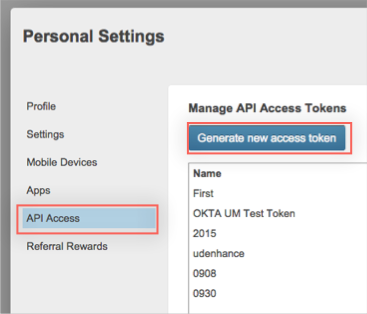 Personal Settings
Profile
Settings
Mobile Devices
Apps
API Access
Referral Rewards
Manage API Access Tokens
Generate new access token
Name
First
OKTA UM Test Token
2015
udenhance
0908
0930